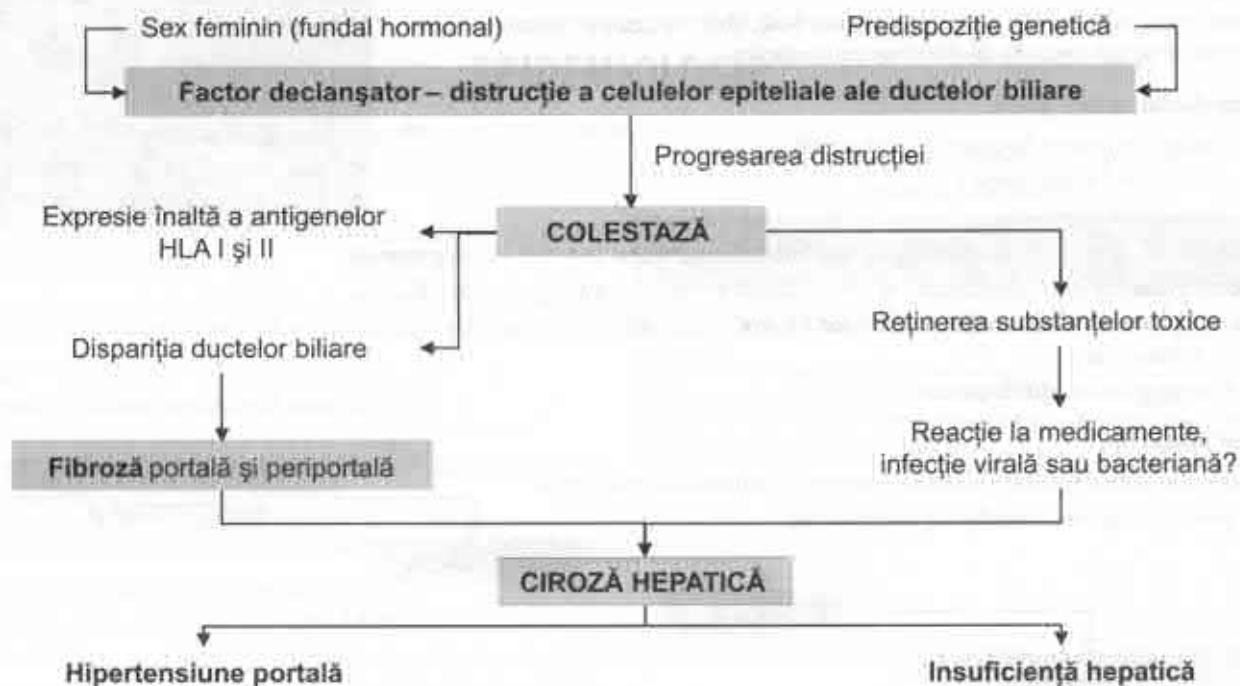 Sex feminin (fundal hormonal)
Predispoziție genetică
Factor declanșator – distrucție a celulelor epiteliale ale ductelor biliare
Progresarea distrucției
Expresie înaltă a antigenelor
HLA I și II
COLESTAZĂ
Reținerea substanțelor toxice
Dispariția ductelor biliare
Reacție la medicamente,
infecție virală sau bacteriană?
Fibroză portală și periportală
CIROZĂ HEPATICĂ
Hipertensiune portală
Insuficiență hepatică